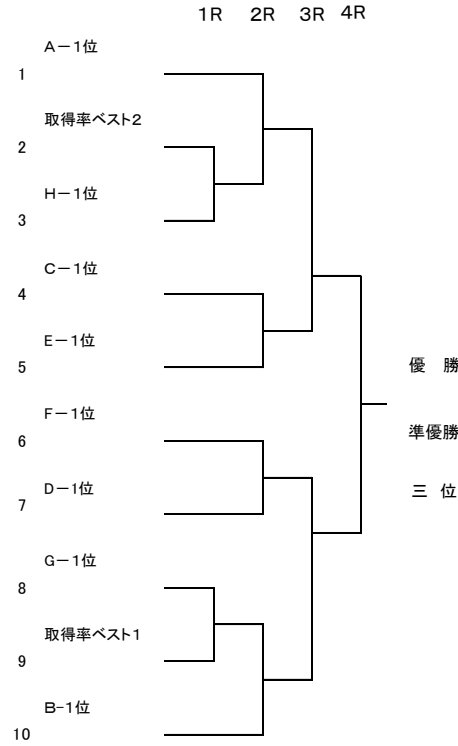 1R 2R 3R 4R
A－1位
1
取得率ベスト2
2
H－1位
3
C－1位
4
E－1位
5
優　勝
F－1位
準優勝
6
D－1位
三　位
7
G－1位
8
取得率ベスト1
9
B-1位
10